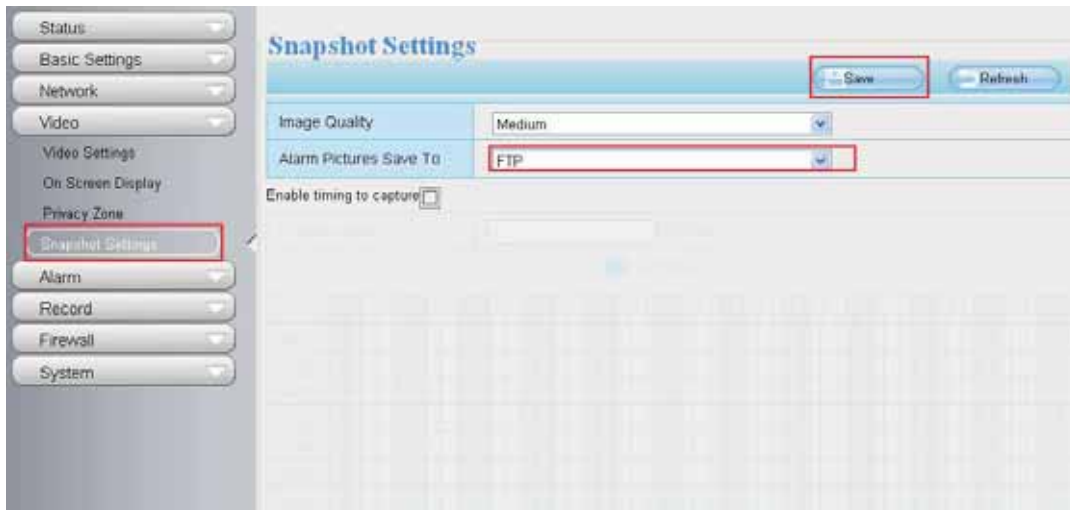 Status
Basic Settings
Network
Video
Video Settings
On Screen Display
Privacy Zone
Snapshot Settings
Alarm
Record
Firewall
System
Snapshot Settings
Save
Refresh
Image Quality
Medium
Alarm Pictures Save To
FTP
Enable timing to capture